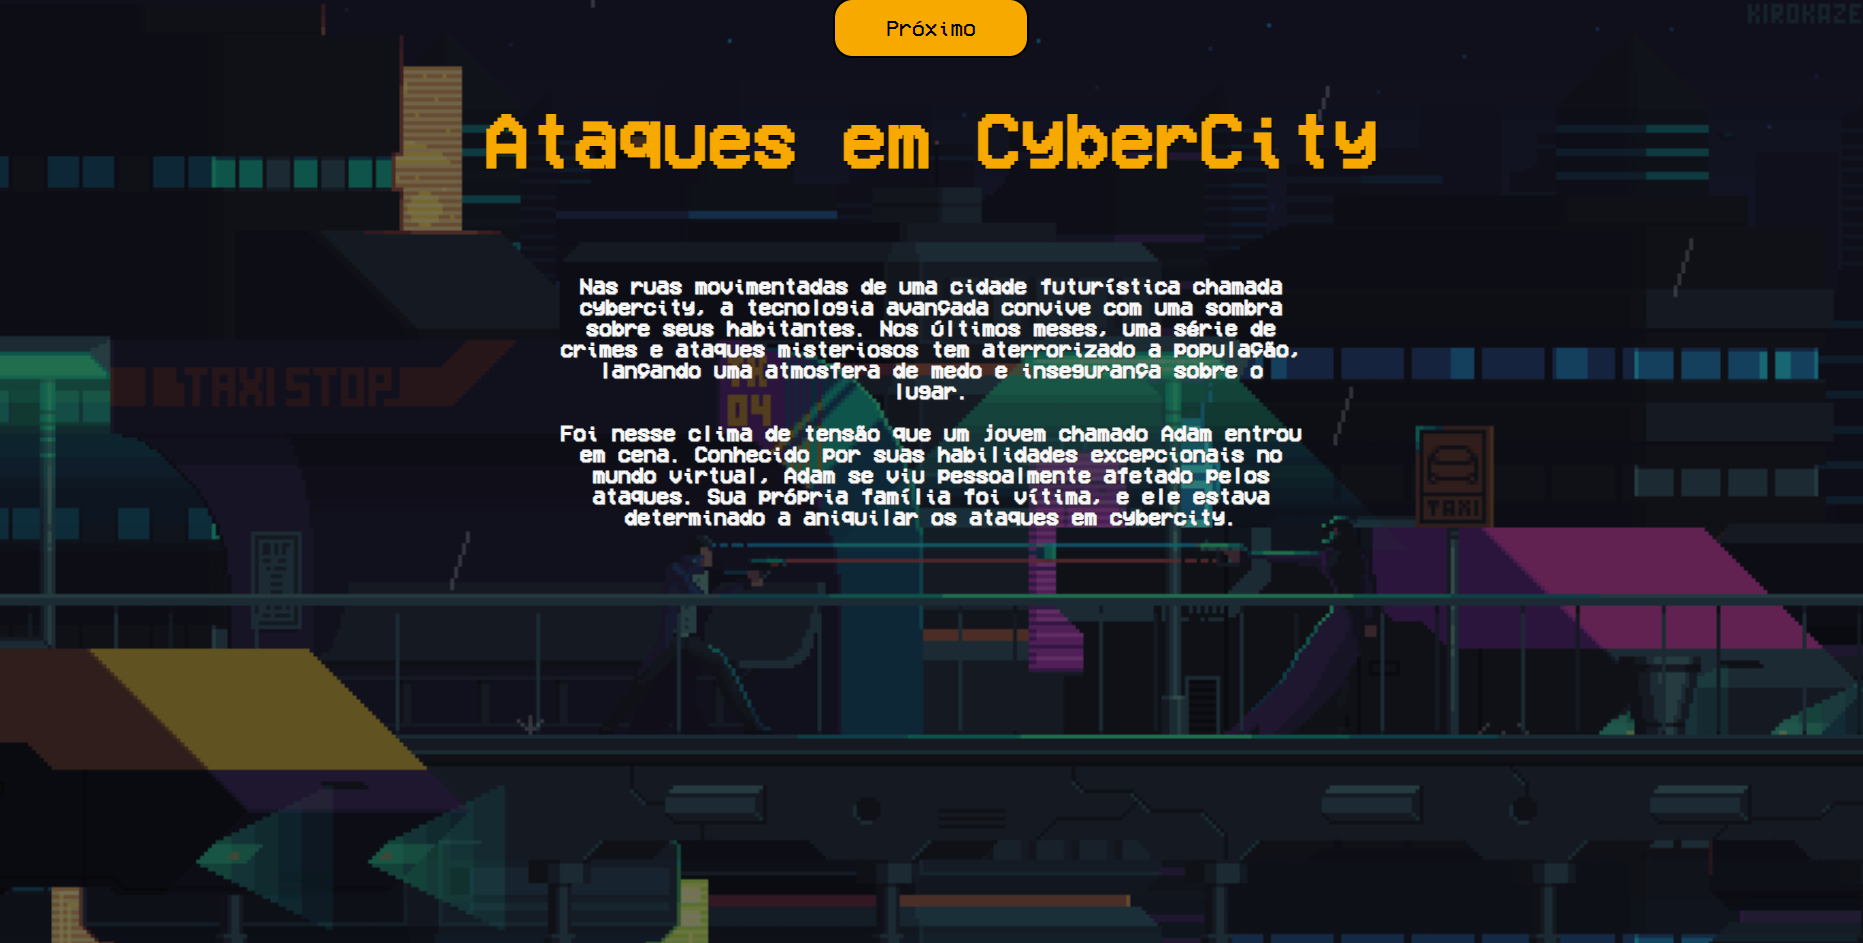 KIROKAZE
Próximo
Ataques em CyberCity
Nas ruas movimentadas de uma cidade futurística chamada
cybercity, a tecnologia avançada convive com uma sombra
sobre seus habitantes. Nos últimos meses, uma série de
crimes e ataques misteriosos tem aterrorizado a população,
lançando uma atmosfera de medo e insegurança sobre o
lugar.
Foi nesse clima de tensão que um jovem chamado Adam entrou
em cena. Conhecido por suas habilidades excepcionais no
mundo virtual, Adam se viu pessoalmente afetado pelos
ataques. Sua própria família foi vítima, e ele estava
determinado a aniquilar os ataques em cybercity.
TAXI STOP
04
TAXI
AIR